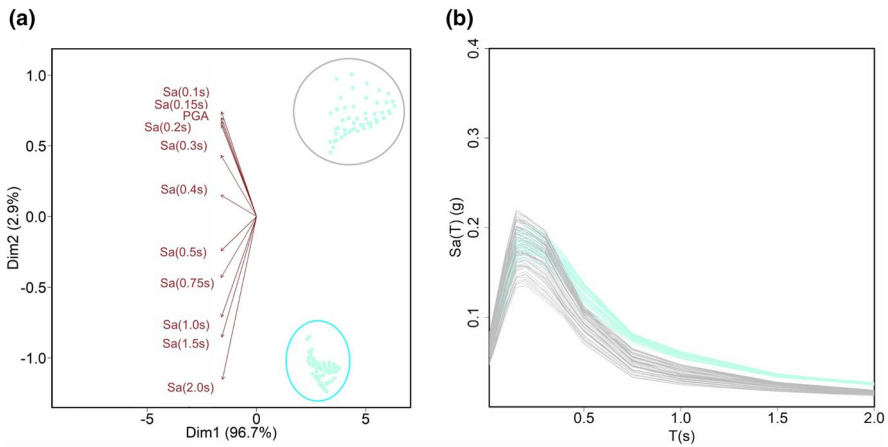 (a)
(b)
1.0
0.5
0.0
-0.5
-1.0
Dim2 (2.9%)
Sa(0.1s)
Sa(0.15s)
PGA
Sa(0.2s)
Sa(0.3s)
Sa(0.4s)
Sa(0.5s)
Sa(0.75s)
Sa(1.0s)
Sa(1.5s)
Sa(2.0s)
-5
0
5
Dim1 (96.7%)
0.4
0.3
0.2
0.1
Sa(T) (g)
0.5
1.0
1.5
2.0
T(s)